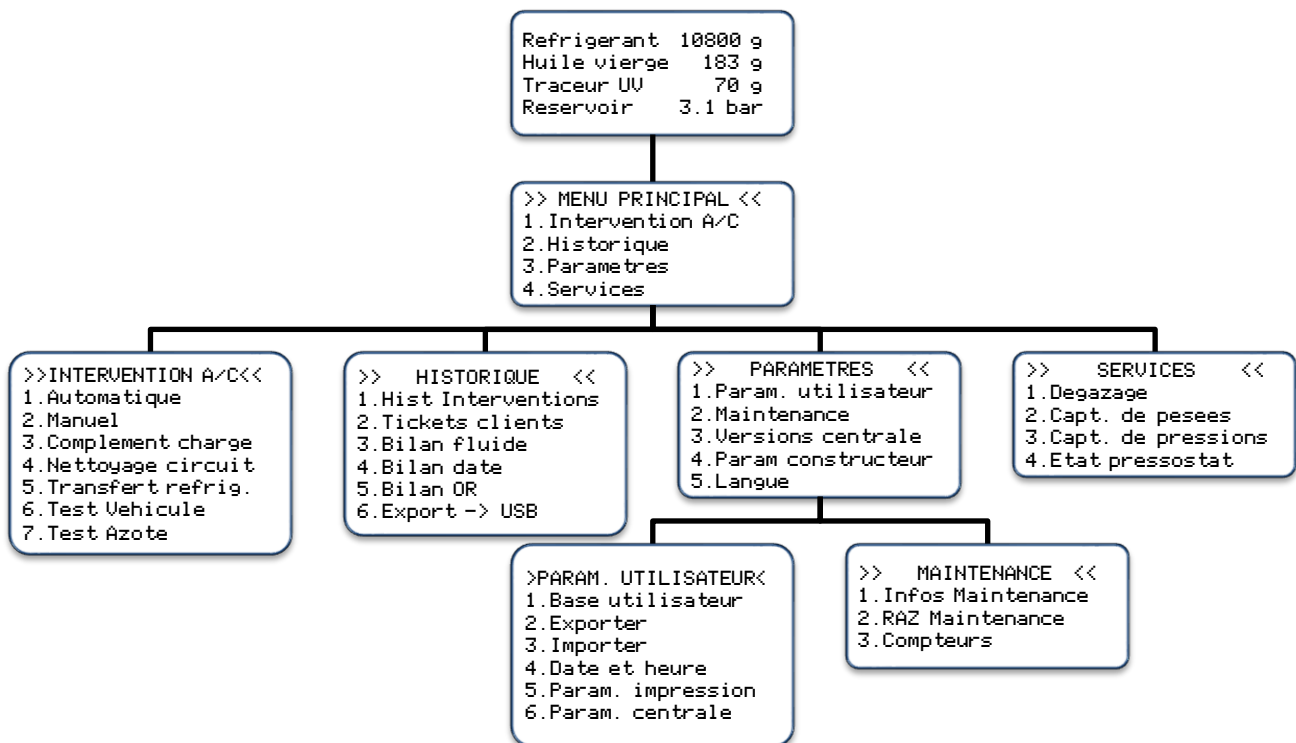 Refrigerant 10800 g
Huile vierge 183 g
Traceur UV 70 g
Reservoir 3.1 bar
>> MENU PRINCIPAL <<
1.Intervention A/C
2.Historique
3.Parametres
4.Services
>>INTERVENTION A/C<<
1.Automatique
2.Manuel
3.Complement charge
4.Nettoyage circuit
5.Transfert refrig.
6.Test Vehicule
7.Test Azote
>> HISTORIQUE <<
1.Hist Interventions
2.Tickets clients
3.Bilan fluide
4.Bilan date
5.Bilan OR
6.Export -> USB
>> PARAMETRES <<
1.Param. utilisateur
2.Maintenance
3.Versions centrale
4.Param constructeur
5.Langue
>> SERVICES <<
1.Degazage
2.Capt. de pesees
3.Capt. de pressions
4.Etat pressostat
>PARAM. UTILISATEUR<
1.Base utilisateur
2.Exporter
3.Importer
4.Date et heure
5.Param. impression
6.Param. centrale
>> MAINTENANCE <<
1.Infos Maintenance
2.RAZ Maintenance
3.Compteurs